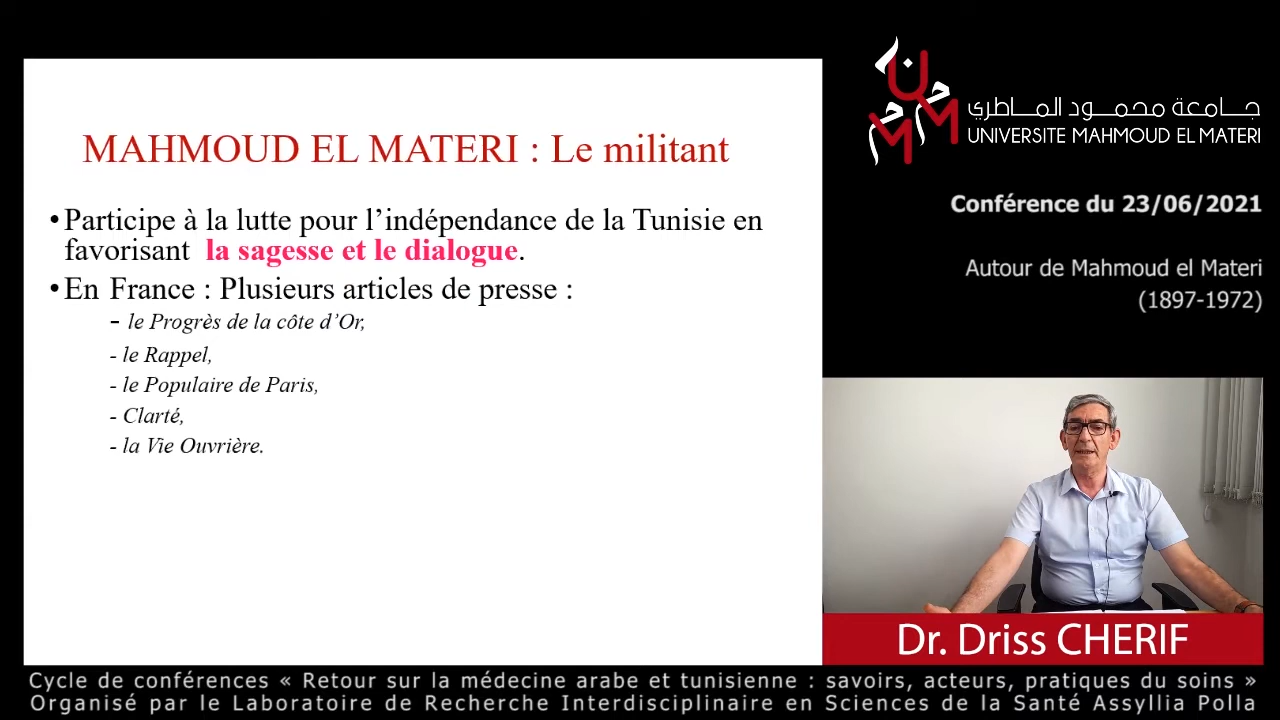 MAHMOUD EL MATERI : Le militant
•Participe à la lutte pour l’indépendance de la Tunisie en
favorisant la sagesse et le dialogue.
•En France : Plusieurs articles de presse :
- le Progrès de la côte d’Or,
- le Rappel,
- le Populaire de Paris,
- Clarté,
- la Vie Ouvrière.
جامعة محمود الماطري
UNIVERSITE MAHMOUD EL MATERI
Conférence du 23/06/2021
Autour de Mahmoud el Materi
(1897-1972)
Dr. Driss CHERIF
Cycle de conférences « Retour sur la médecine arabe et tunisienne : savoirs, acteurs, pratiques du soins »
Organisé par le Laboratoire de Recherche Interdisciplinaire en Sciences de la Santé Assyllia Polla